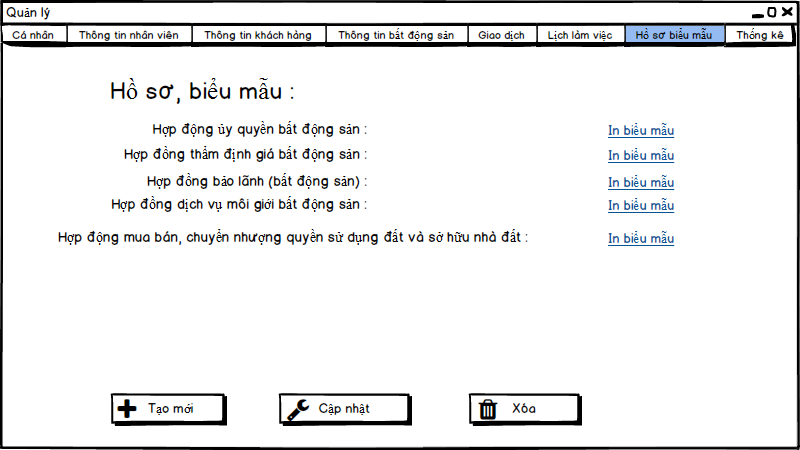 Quản lý
Cá nhân Thông tin nhân viên Thông tin khách hàng Thông tin bất động sản Giao dịch Lịch làm việc Hồ sơ biểu mẫu Thống kê
Hồ sơ, biểu mẫu :
Hợp động ủy quyền bất động sản : In biểu mẫu
Hợp đồng thẩm định giá bất động sản : In biểu mẫu
Hợp đồng bảo lãnh (bất động sản) : In biểu mẫu
Hợp đồng dịch vụ môi giới bất động sản : In biểu mẫu
Hợp động mua bán, chuyển nhượng quyền sử dụng đất và sở hữu nhà đất : In biểu mẫu
Tạo mới Cập nhật Xóa